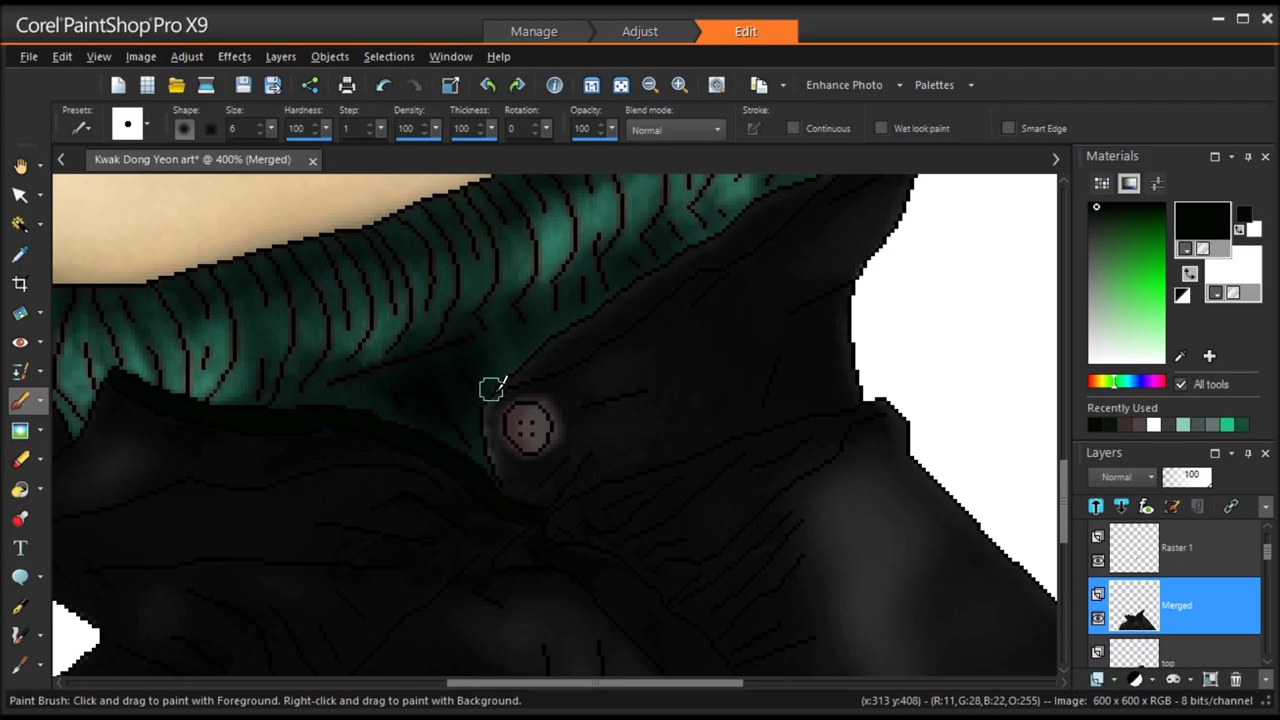 Corel PaintShop Pro X9
Manage Adjust Edit
File Edit View Image Adjust Effects Layers Objects Selections Window Help
Enhance Photo Palettes
Presets: Shape: Size: Hardness: Step: Density: Thickness: Rotation: Opacity: Blend mode: Stroke:
6 100 1 100 100 0 100 Normal Continuous Wet look paint Smart Edge
Kwak Dong Yeon art* @ 400% (Merged)
Materials
All tools
Recently Used
Layers
Normal 100
Raster 1
Merged
top
Paint Brush: Click and drag to paint with Foreground. Right-click and drag to paint with Background.
(x:313 y:408) - (R:11,G:28,B:22,O:255) -- Image: 600 x 600 x RGB - 8 bits/channel